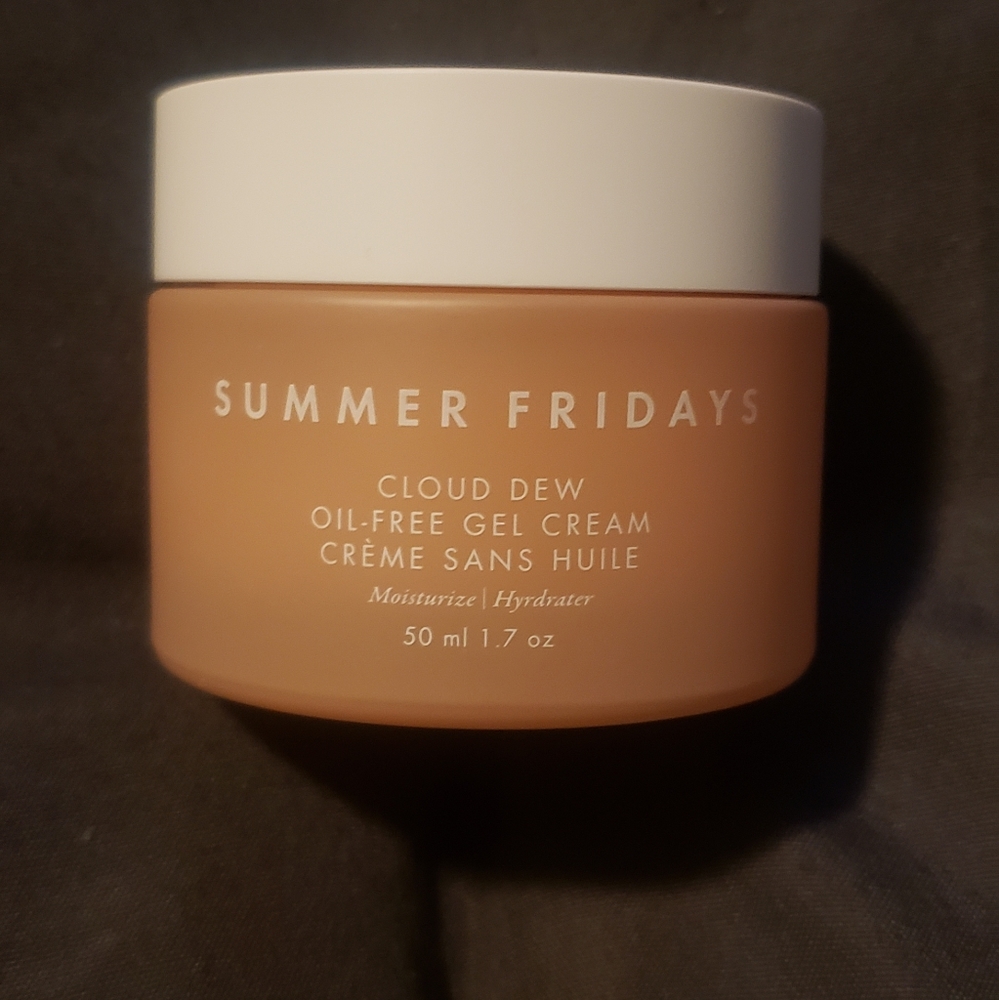 SUMMER FRIDAYS
CLOUD DEW
OIL-FREE GEL CREAM
CRÈME SANS HUILE
Moisturize | Hyrdrater
50 ml 1.7 oz